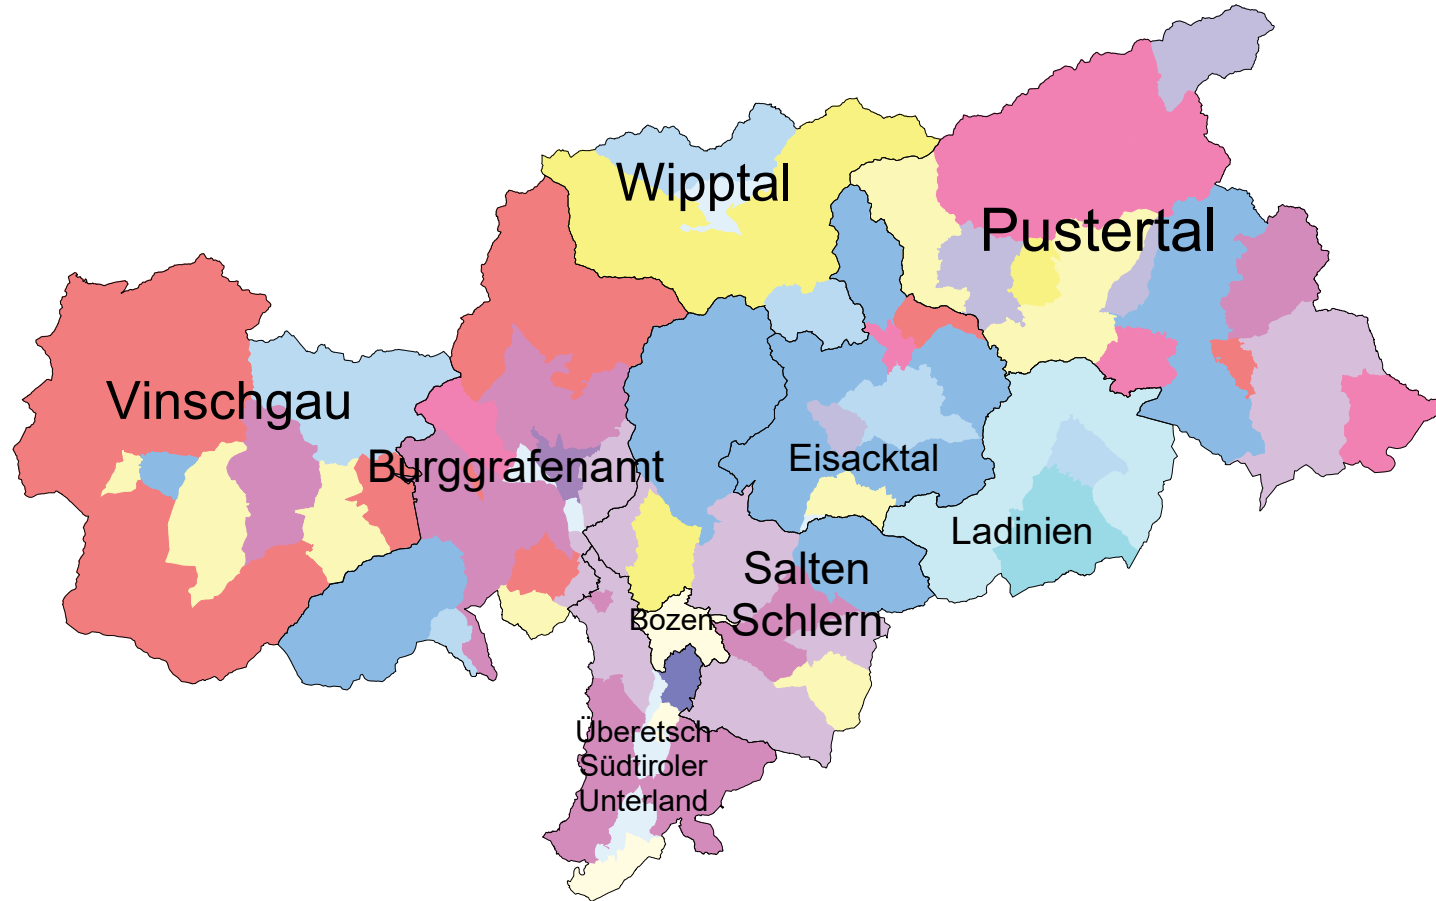 Wipptal
Pustertal
Vinschgau
Burggrafenamt
Eisacktal
Ladinien
Salten
Schlern
Bozen
Überetsch
Südtiroler
Unterland